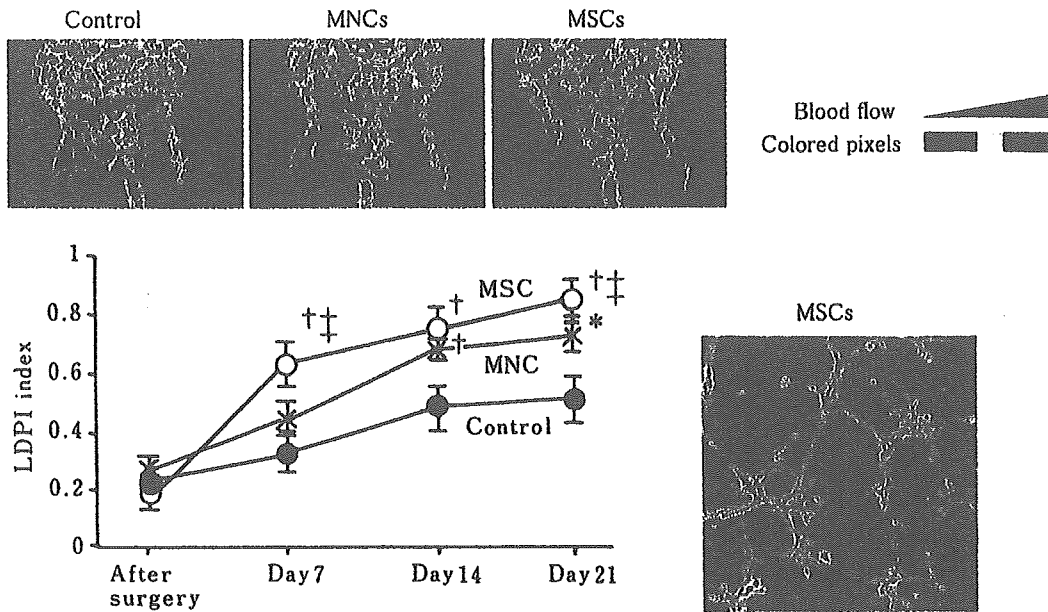 Control
MNCs
MSCs
Blood flow
Colored pixels
LDPI index
1
0.8
0.6
0.4
0.2
0
†‡
†
†‡
MSC
†
*
MNC
Control
After
surgery
Day 7
Day 14
Day 21
MSCs